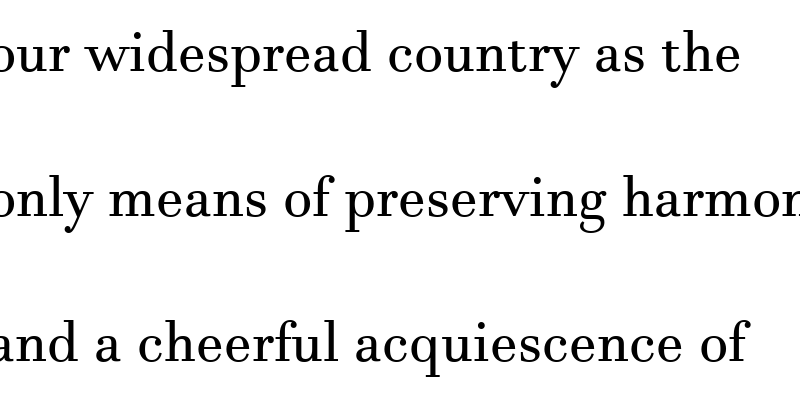 our widespread country as the
only means of preserving harmon
and a cheerful acquiescence of